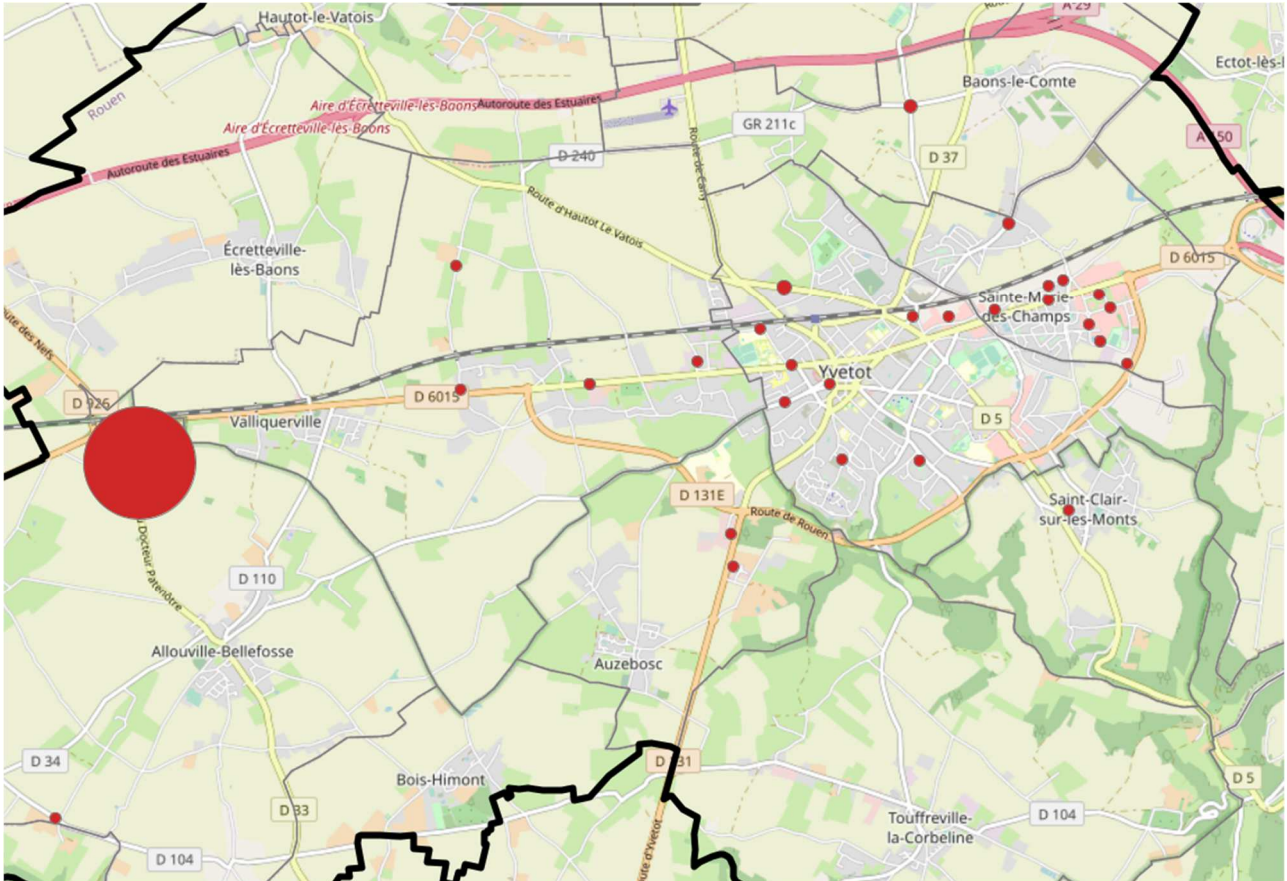 Hautot-le-Vatois
A 29
Ectot-lès-
Baons-le-Comte
Rouen
Aire d'Écretteville-lès-Baons
Autoroute des Estuaires
Aire d'Écretteville-lès-Baons
GR 211c
A 150
Autoroute des Estuaires
D 240
Route de Cany
D 37
Route d'Hautot Le Vatois
Écretteville-
lès-Baons
D 6015
Sainte-Marie-
des-Champs
ute des Nefs
Yvetot
D 926
D 6015
Valliquerville
D 5
D 131E
Saint-Clair-
sur-les-Monts
Route de Rouen
Docteur Patenôtre
D 110
Allouville-Bellefosse
Auzebosc
D 34
D 131
Bois-Himont
D 5
D 33
D 104
Touffreville-
la-Corbeline
D 104
ute d'Yvetot